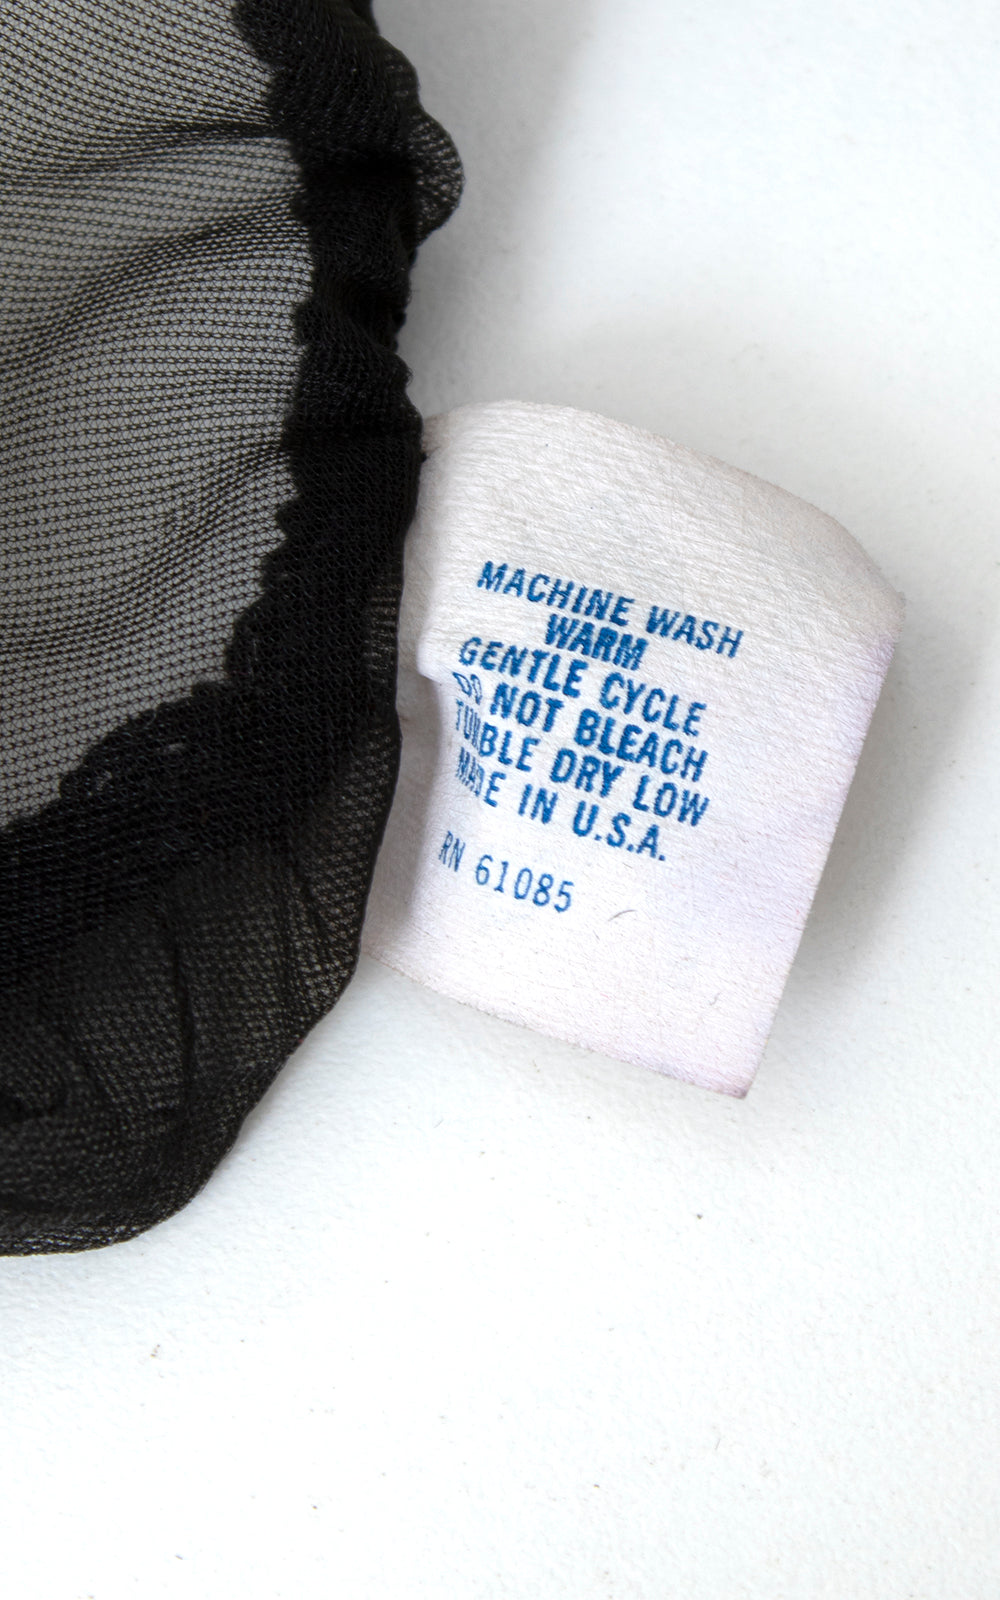 MACHINE WASH
WARM
GENTLE CYCLE
DO NOT BLEACH
TUMBLE DRY LOW
MADE IN U.S.A.
RN 61085